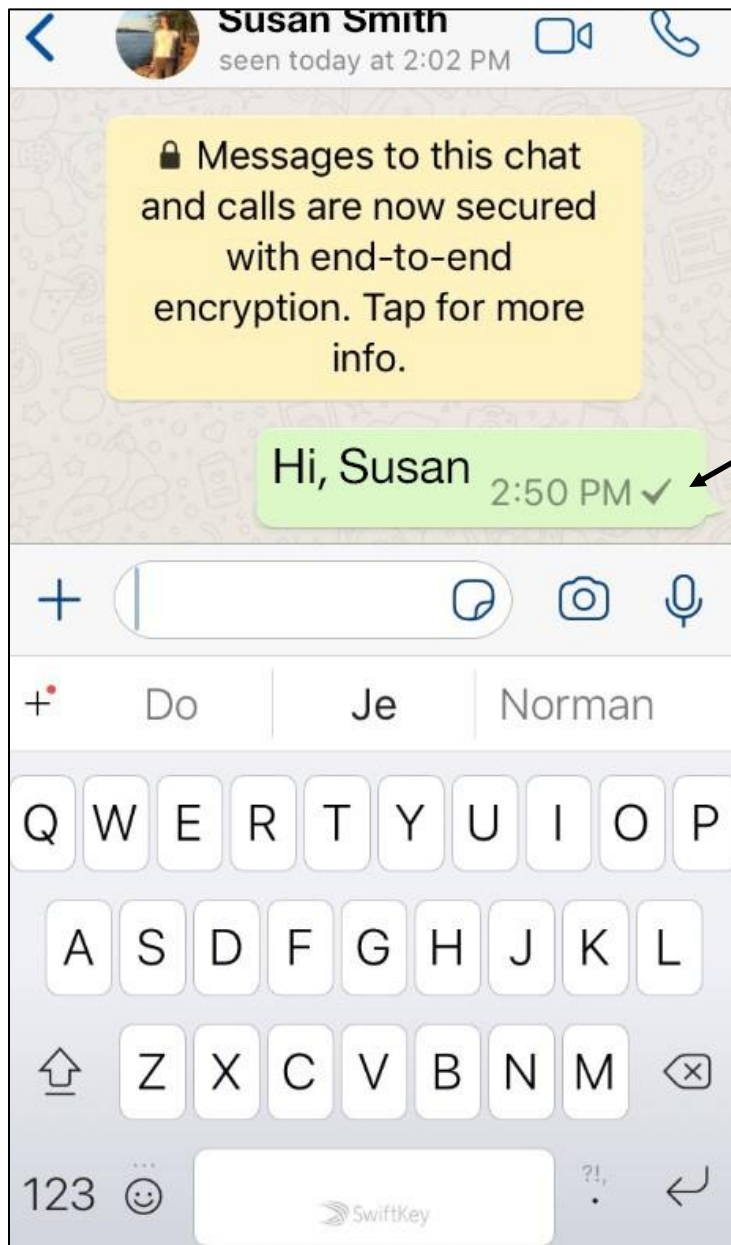 Susan Smith
seen today at 2:02 PM
Messages to this chat
and calls are now secured
with end-to-end
encryption. Tap for more
info.
Hi, Susan
2:50 PM
Do Je Norman
Q W E R T Y U I O P
A S D F G H J K L
Z X C V B N M
123 ?!, .
SwiftKey